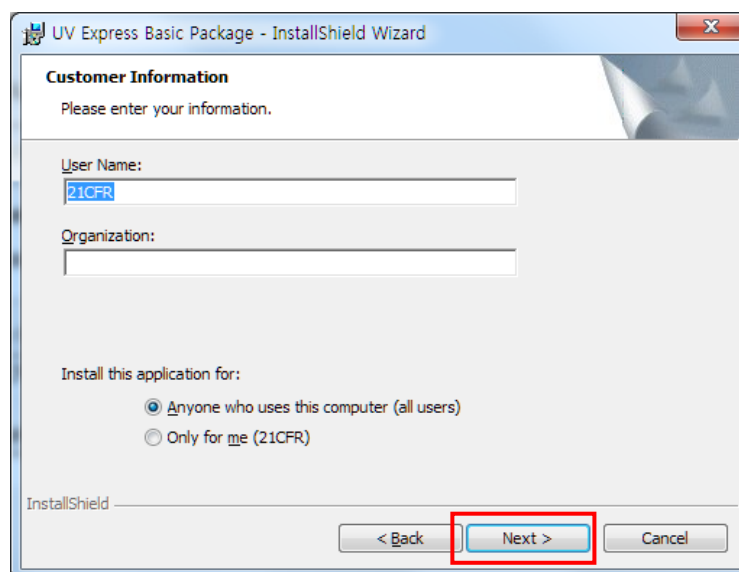 UV Express Basic Package - InstallShield Wizard
Customer Information
Please enter your information.
User Name:
21CFR
Organization:
Install this application for:
Anyone who uses this computer (all users)
Only for me (21CFR)
InstallShield
< Back
Next >
Cancel